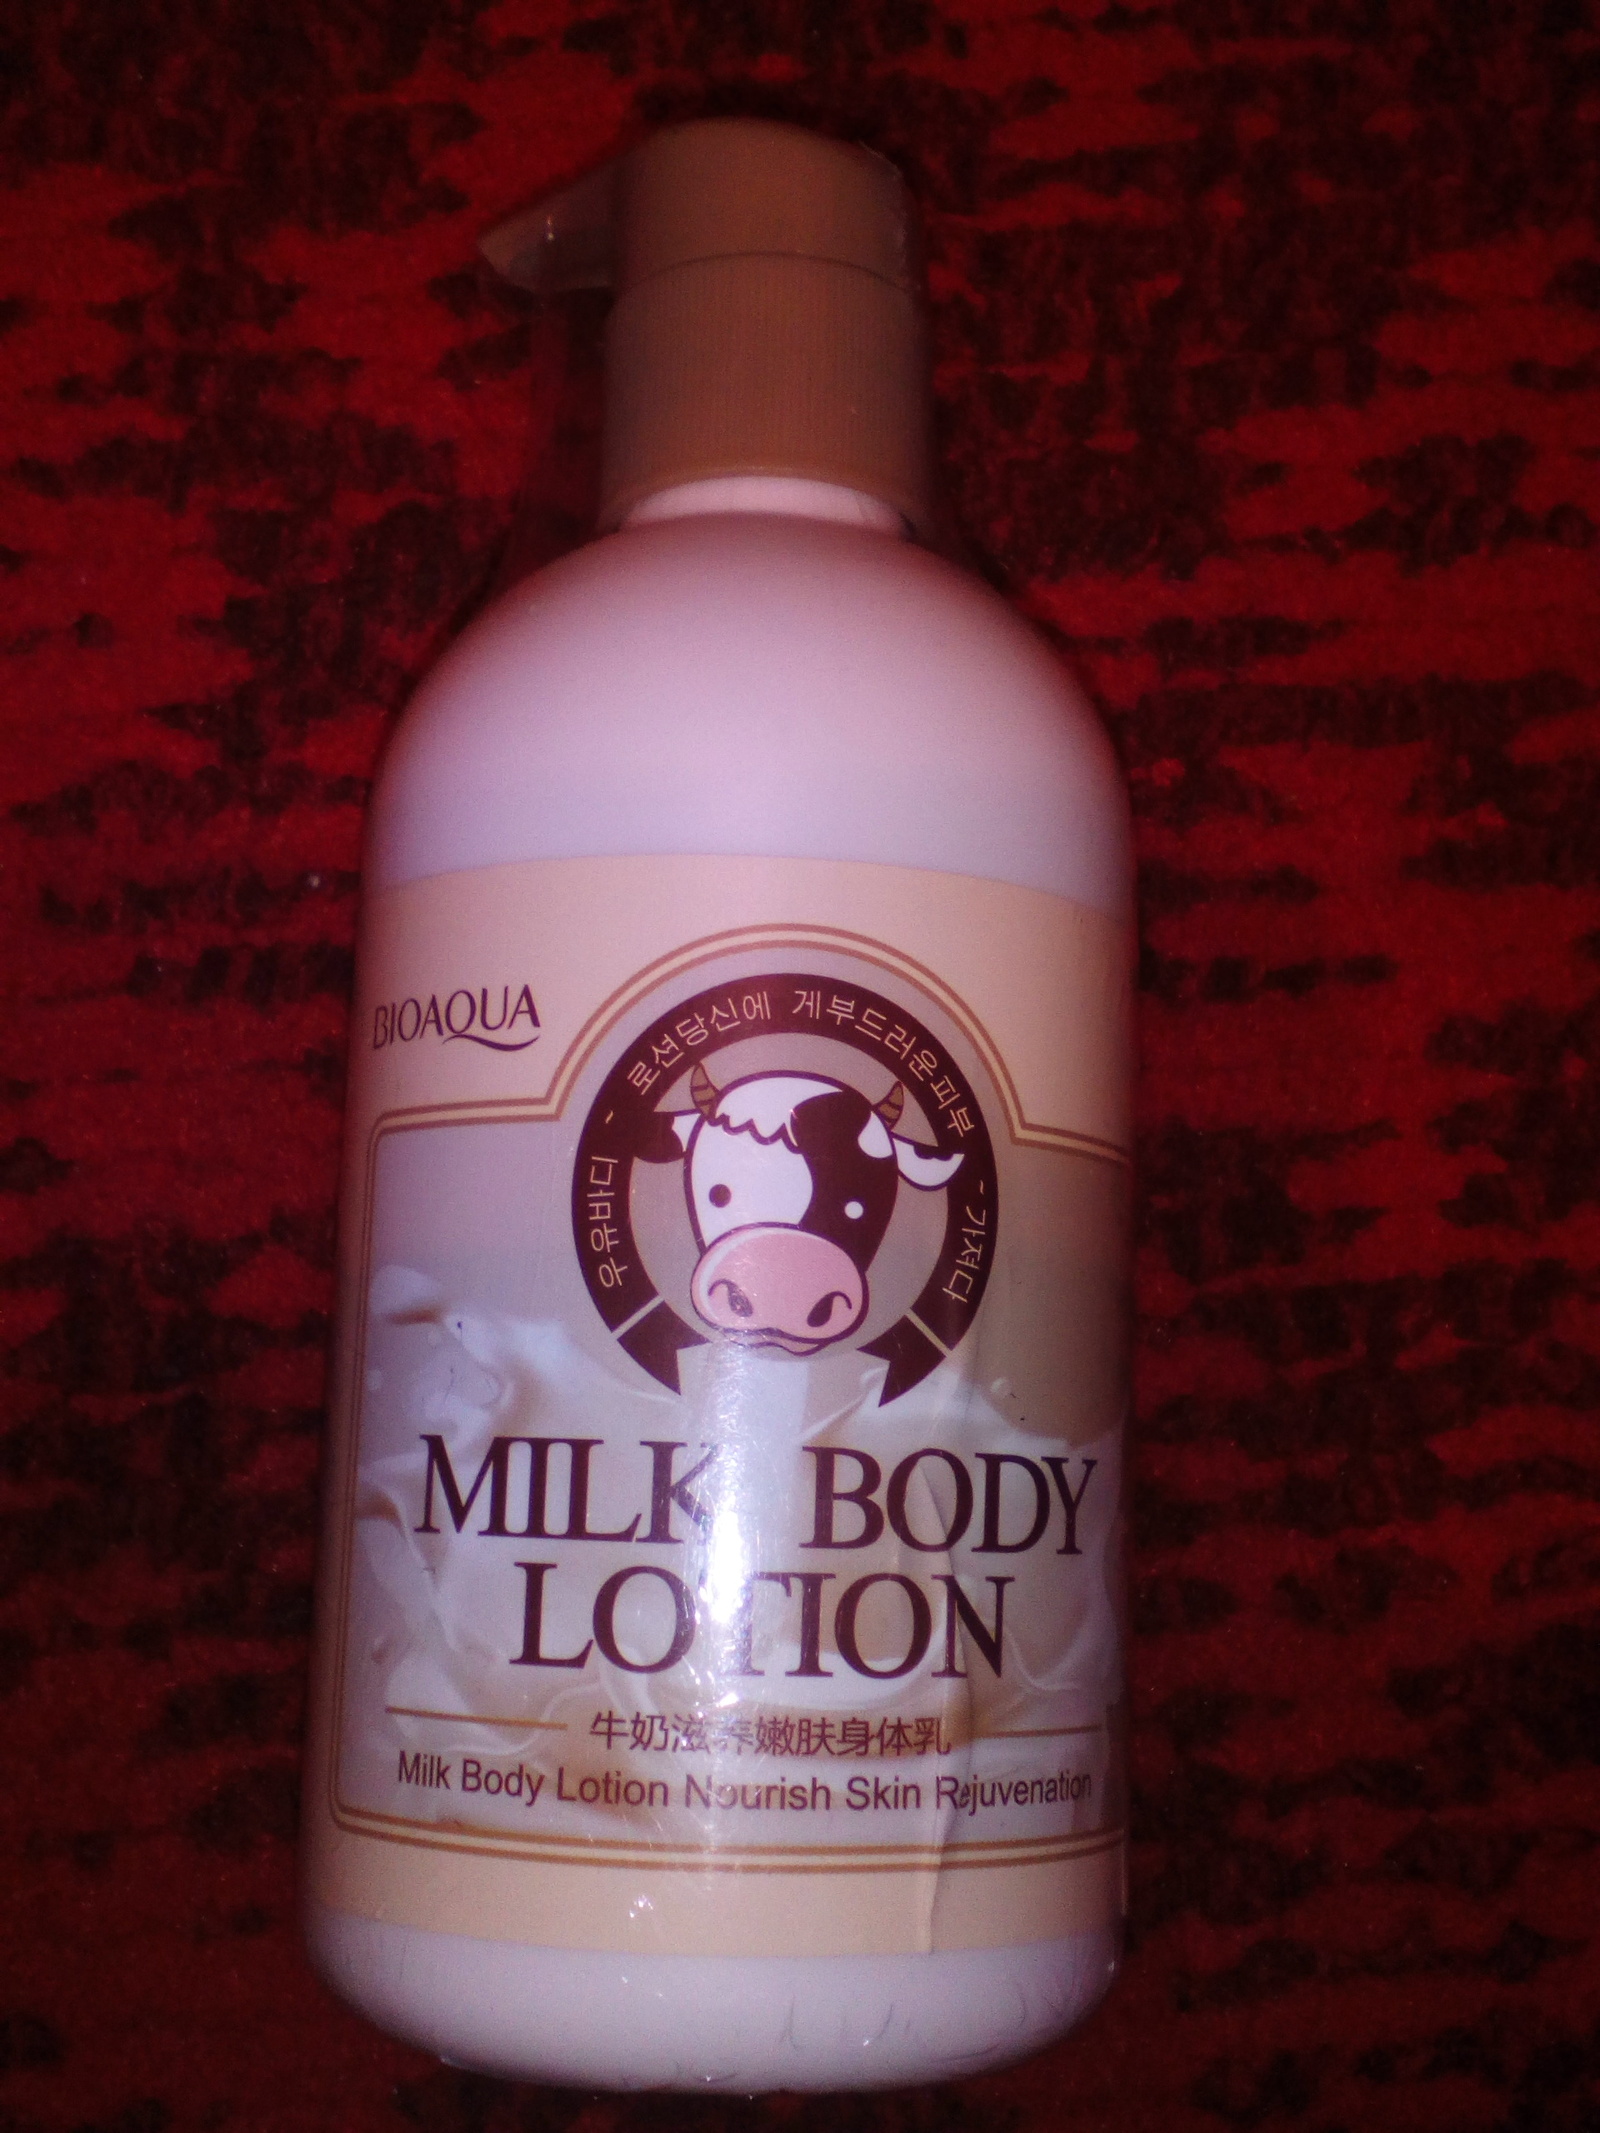 BIOAQUA
우유바디 ~ 로션당신에 게부드러운피부 ~ 가져다
MILK BODY
LOTION
牛奶滋养嫩肤身体乳
Milk Body Lotion Nourish Skin Rejuvenation